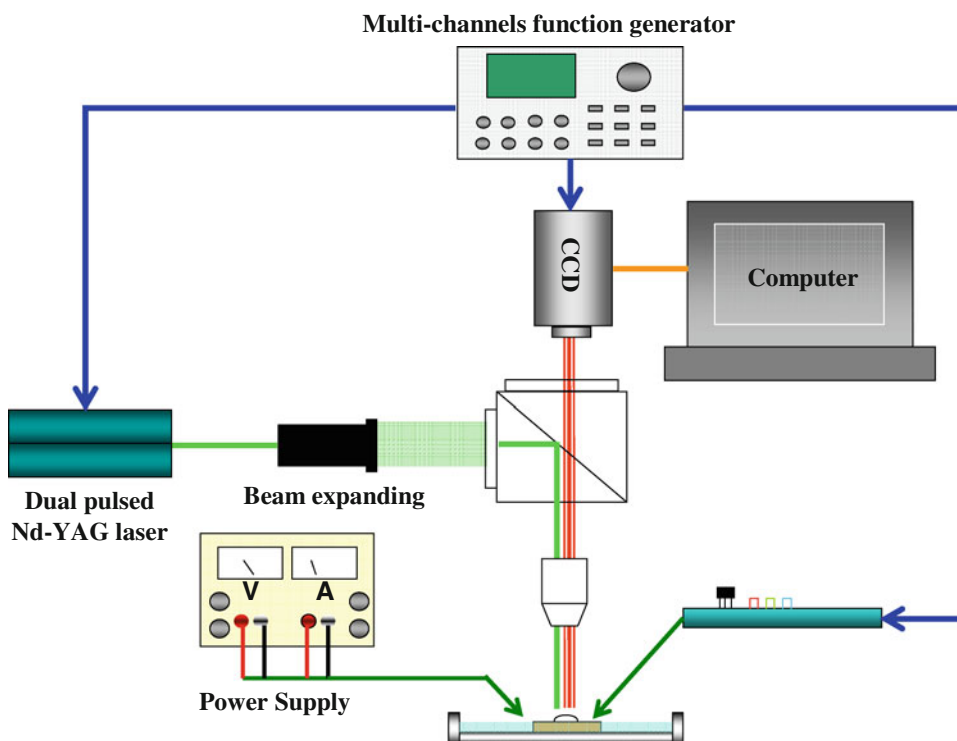 Multi-channels function generator
CCD
Computer
Beam expanding
Dual pulsed
Nd-YAG laser
V A
Power Supply